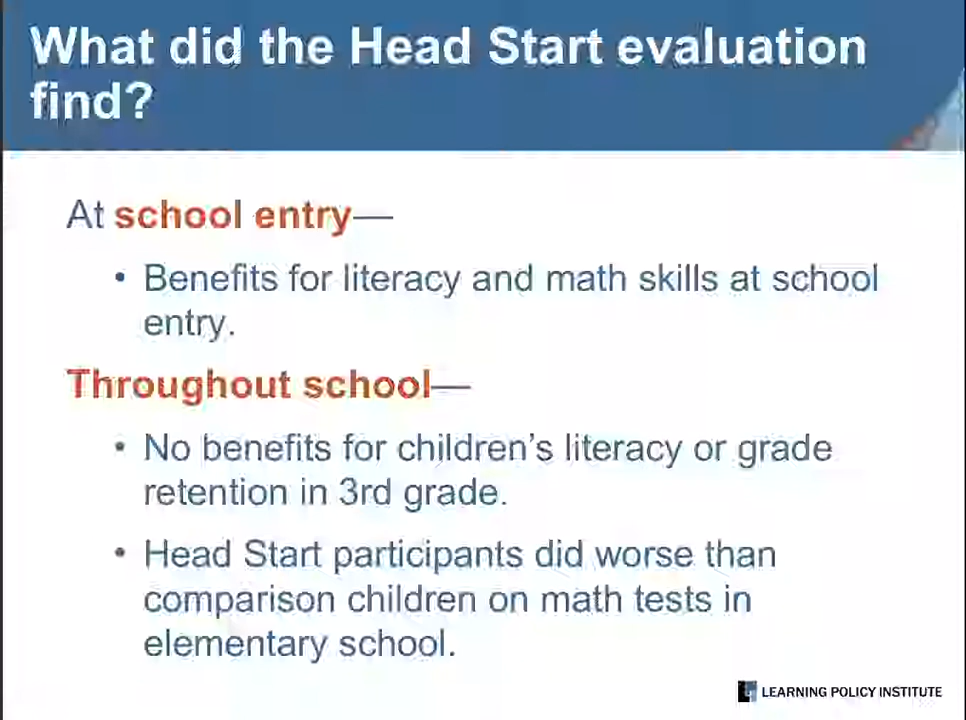 What did the Head Start evaluation
find?
At school entry—
• Benefits for literacy and math skills at school
entry.
Throughout school—
• No benefits for children's literacy or grade
retention in 3rd grade.
• Head Start participants did worse than
comparison children on math tests in
elementary school.
LEARNING POLICY INSTITUTE